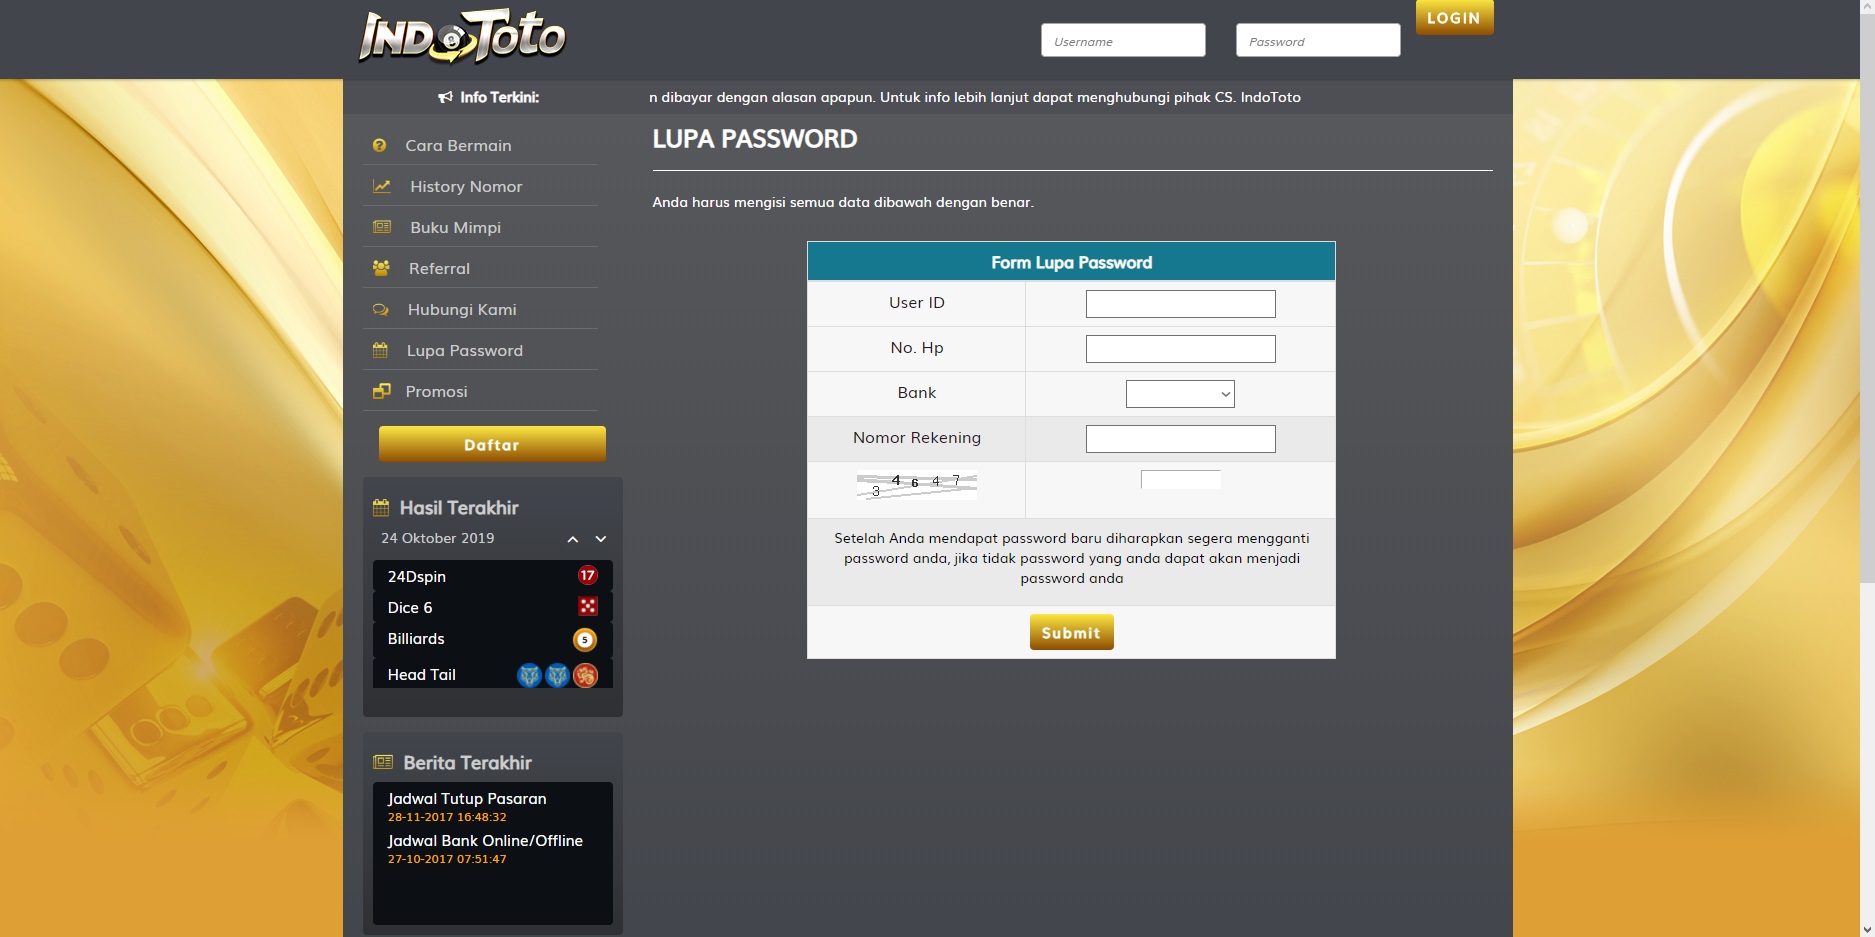 INDOToto
Username
Password
LOGIN
Info Terkini:
n dibayar dengan alasan apapun. Untuk info lebih lanjut dapat menghubungi pihak CS. IndoToto
Cara Bermain
History Nomor
Buku Mimpi
Referral
Hubungi Kami
Lupa Password
Promosi
Daftar
Hasil Terakhir
24 Oktober 2019
24Dspin
17
Dice 6
Billiards
5
Head Tail
Berita Terakhir
Jadwal Tutup Pasaran
28-11-2017 16:48:32
Jadwal Bank Online/Offline
27-10-2017 07:51:47
LUPA PASSWORD
Anda harus mengisi semua data dibawah dengan benar.
Form Lupa Password
User ID
No. Hp
Bank
Nomor Rekening
3 4 6 4 7
Setelah Anda mendapat password baru diharapkan segera mengganti
password anda, jika tidak password yang anda dapat akan menjadi
password anda
Submit